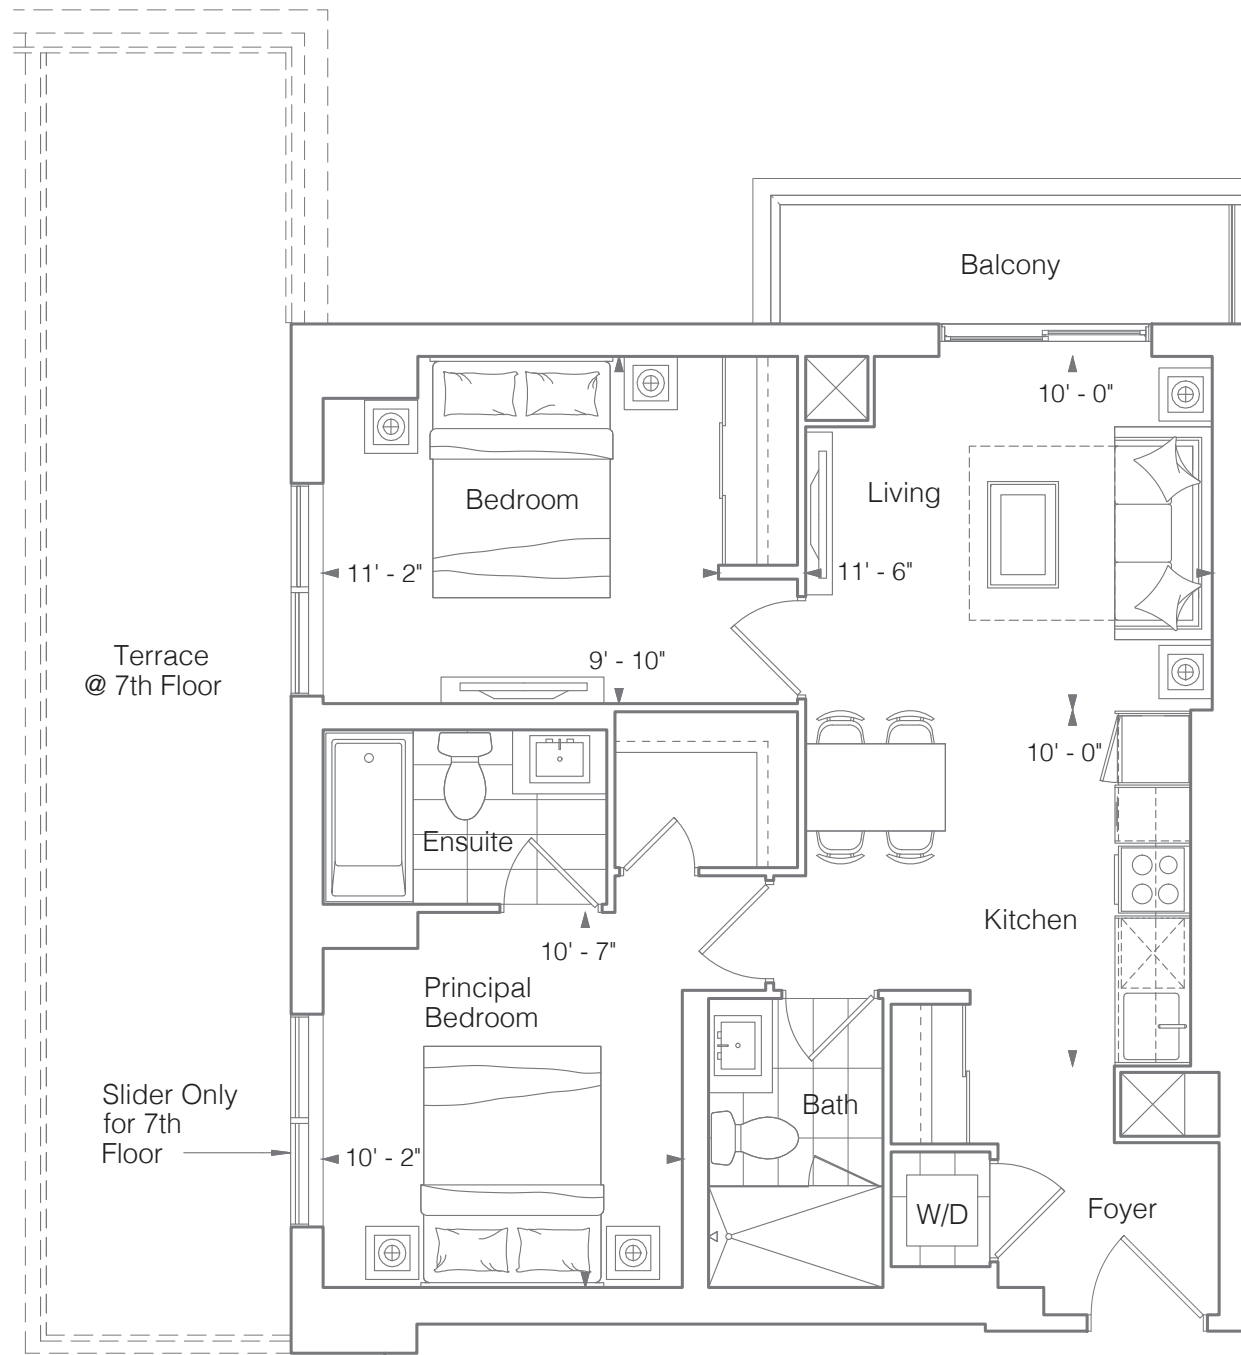 Balcony
10' - 0"
Living
Bedroom
11' - 2"
11' - 6"
9' - 10"
Terrace
@ 7th Floor
10' - 0"
Ensuite
Kitchen
10' - 7"
Principal
Bedroom
Slider Only
for 7th
Floor
Bath
10' - 2"
W/D
Foyer